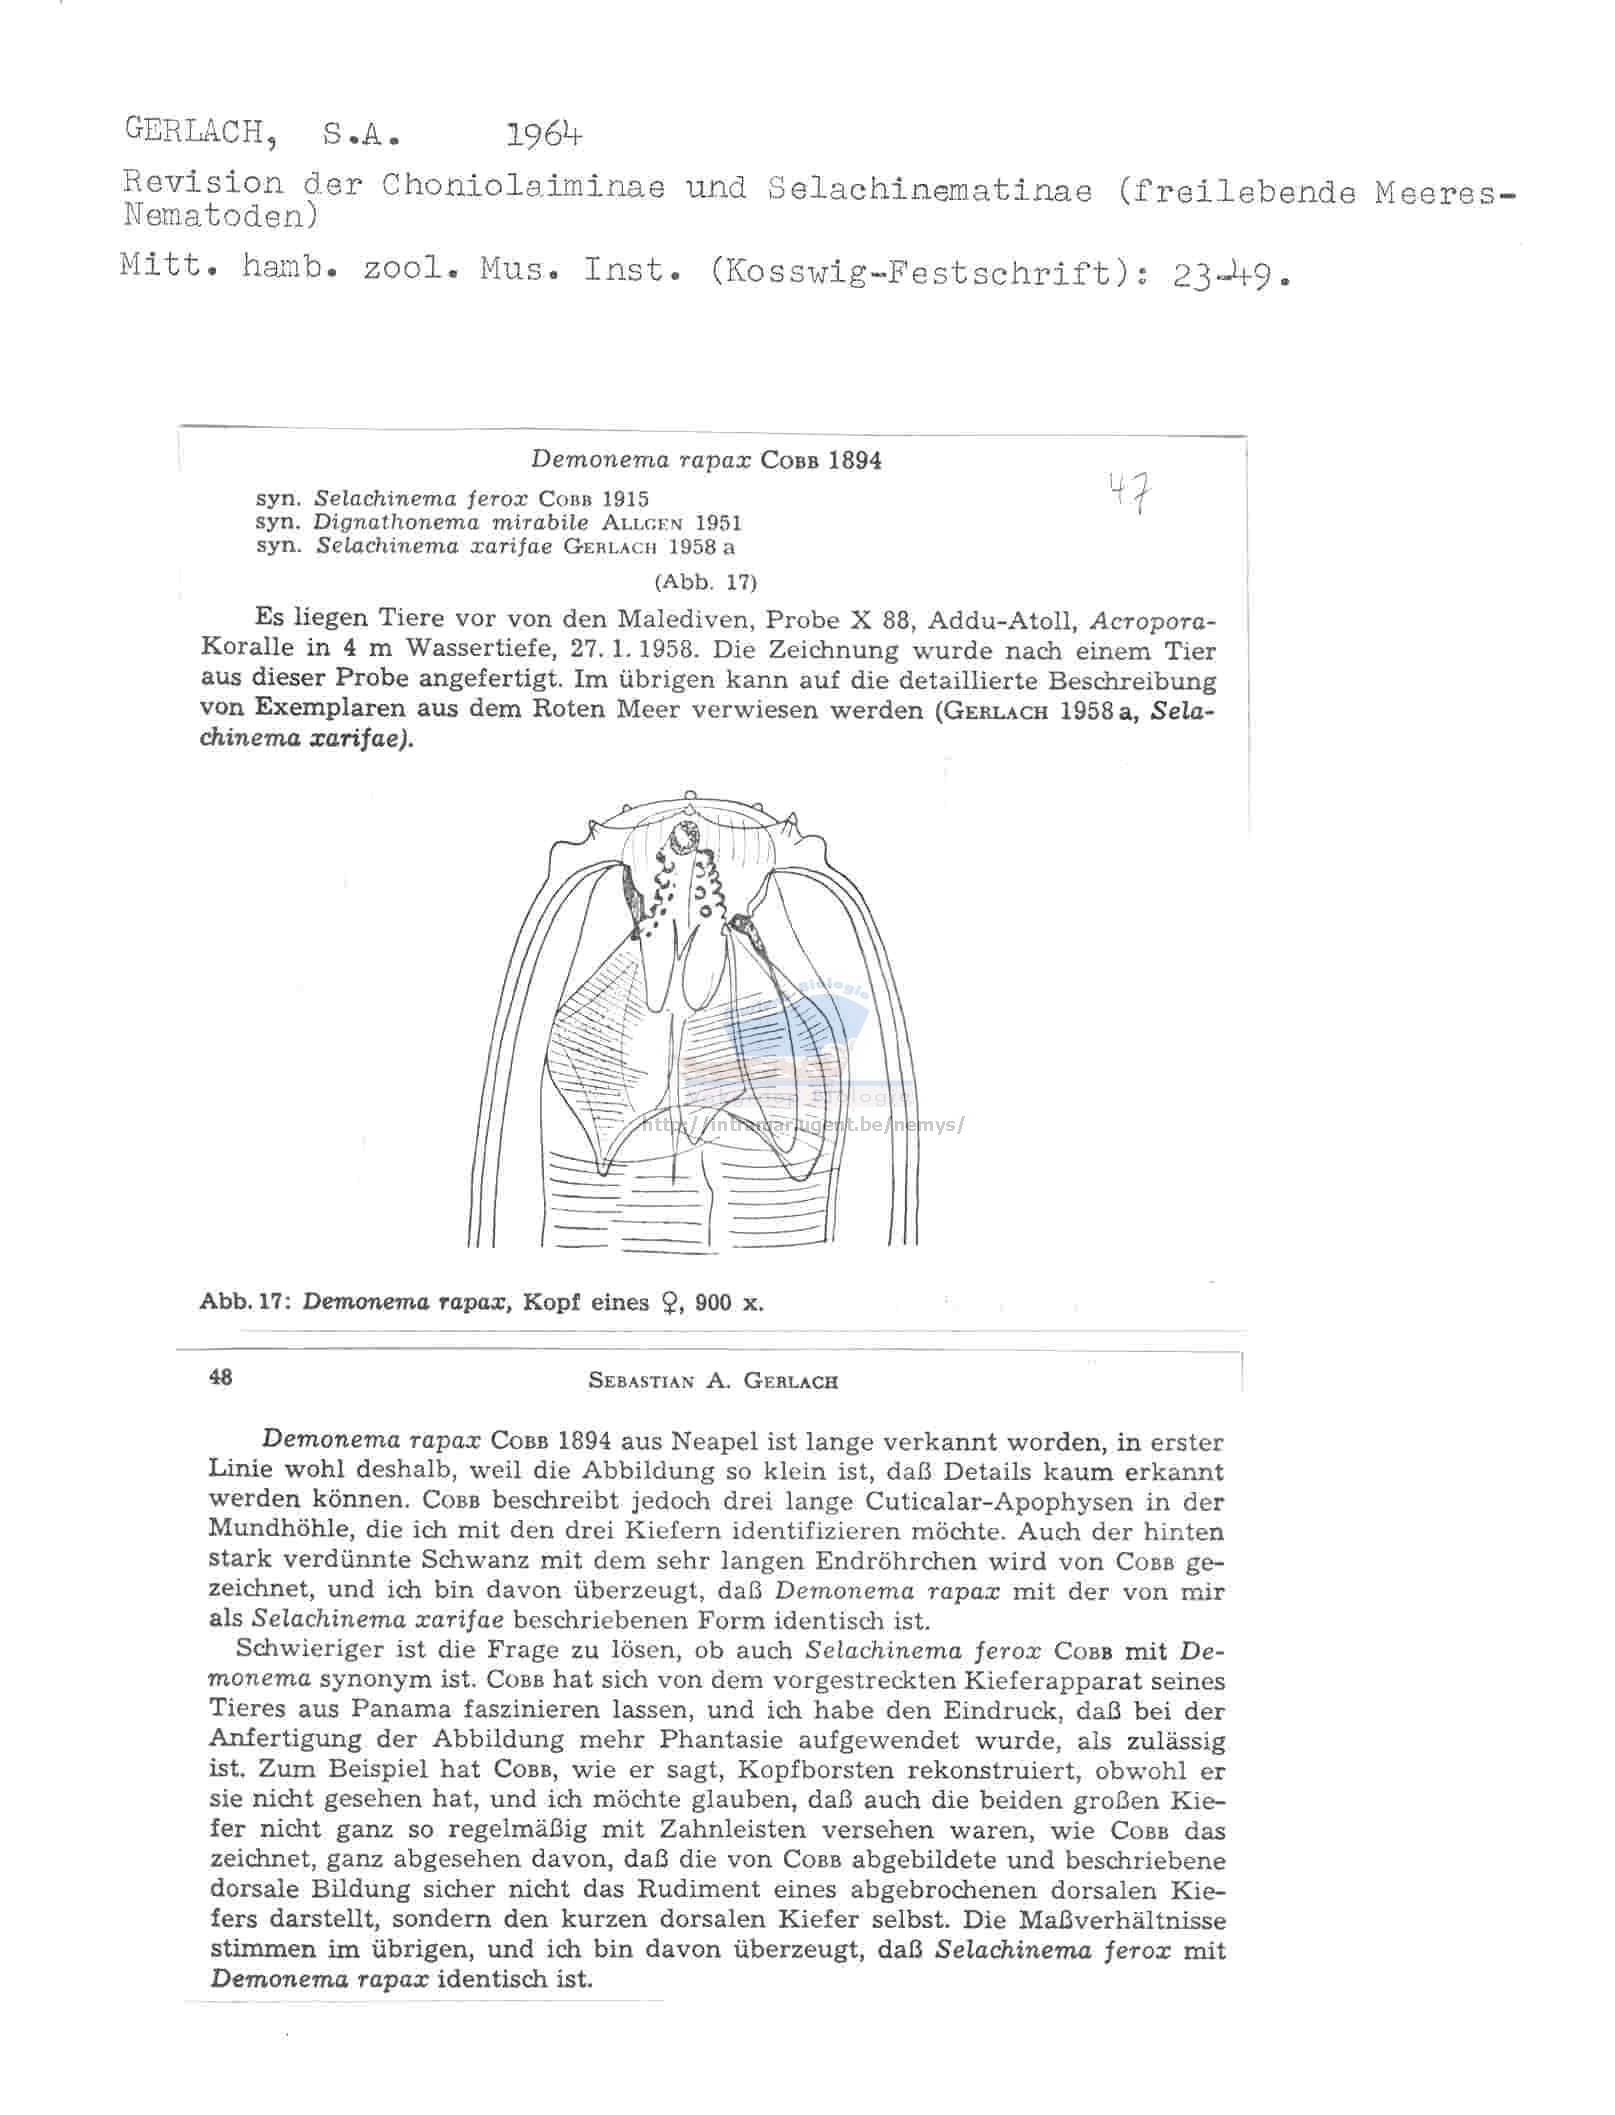 GERLACH, S.A. 1964
Revision der Choniolaiminae und Selachinematinae (freilebende Meeres-
Nematoden)
Mitt. hamb. zool. Mus. Inst. (Kosswig-Festschrift): 23-49.
Demonema rapax COBB 1894
47
syn. Selachinema ferox COBB 1915
syn. Dignathonema mirabile ALLGEN 1951
syn. Selachinema xarifae GERLACH 1958 a
(Abb. 17)
Es liegen Tiere vor von den Malediven, Probe X 88, Addu-Atoll, Acropora-
Koralle in 4 m Wassertiefe, 27. 1. 1958. Die Zeichnung wurde nach einem Tier
aus dieser Probe angefertigt. Im übrigen kann auf die detaillierte Beschreibung
von Exemplaren aus dem Roten Meer verwiesen werden (GERLACH 1958 a, Sela-
chinema xarifae).
Biologie
Biologie
http://intramar.ugent.be/nemys/
Abb. 17: Demonema rapax, Kopf eines ♀, 900 x.
48 SEBASTIAN A. GERLACH
Demonema rapax COBB 1894 aus Neapel ist lange verkannt worden, in erster
Linie wohl deshalb, weil die Abbildung so klein ist, daß Details kaum erkannt
werden können. COBB beschreibt jedoch drei lange Cuticalar-Apophysen in der
Mundhöhle, die ich mit den drei Kiefern identifizieren möchte. Auch der hinten
stark verdünnte Schwanz mit dem sehr langen Endröhrchen wird von COBB ge-
zeichnet, und ich bin davon überzeugt, daß Demonema rapax mit der von mir
als Selachinema xarifae beschriebenen Form identisch ist.
Schwieriger ist die Frage zu lösen, ob auch Selachinema ferox COBB mit De-
monema synonym ist. COBB hat sich von dem vorgestreckten Kieferapparat seines
Tieres aus Panama faszinieren lassen, und ich habe den Eindruck, daß bei der
Anfertigung der Abbildung mehr Phantasie aufgewendet wurde, als zulässig
ist. Zum Beispiel hat COBB, wie er sagt, Kopfborsten rekonstruiert, obwohl er
sie nicht gesehen hat, und ich möchte glauben, daß auch die beiden großen Kie-
fer nicht ganz so regelmäßig mit Zahnleisten versehen waren, wie COBB das
zeichnet, ganz abgesehen davon, daß die von COBB abgebildete und beschriebene
dorsale Bildung sicher nicht das Rudiment eines abgebrochenen dorsalen Kie-
fers darstellt, sondern den kurzen dorsalen Kiefer selbst. Die Maßverhältnisse
stimmen im übrigen, und ich bin davon überzeugt, daß Selachinema ferox mit
Demonema rapax identisch ist.